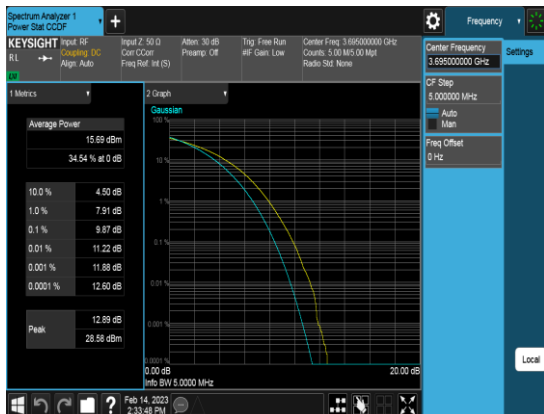 Spectrum Analyzer 1
Power Stat CCDF
Frequency
KEYSIGHT
Input: RF
Coupling: DC
Align: Auto
Input Z: 50 Ω
Corr CCorr
Freq Ref: Int (S)
Atten: 30 dB
Preamp: Off
Trig: Free Run
#IF Gain: Low
Center Freq: 3.695000000 GHz
Counts: 5.00 M/5.00 Mpt
Radio Std: None
RL
Center Frequency
3.695000000 GHz
Settings
CF Step
5.000000 MHz
Auto
Man
Freq Offset
0 Hz
Local
1 Metrics
Average Power
15.69 dBm
34.54 % at 0 dB
10.0 % 4.50 dB
1.0 % 7.91 dB
0.1 % 9.87 dB
0.01 % 11.22 dB
0.001 % 11.88 dB
0.0001 % 12.60 dB
Peak
12.89 dB
28.58 dBm
2 Graph
Gaussian
100 %
10 %
1 %
0.1 %
0.01 %
0.001 %
0.0001 %
0.00 dB 20.00 dB
Info BW 5.0000 MHz
?
Feb 14, 2023
2:33:48 PM